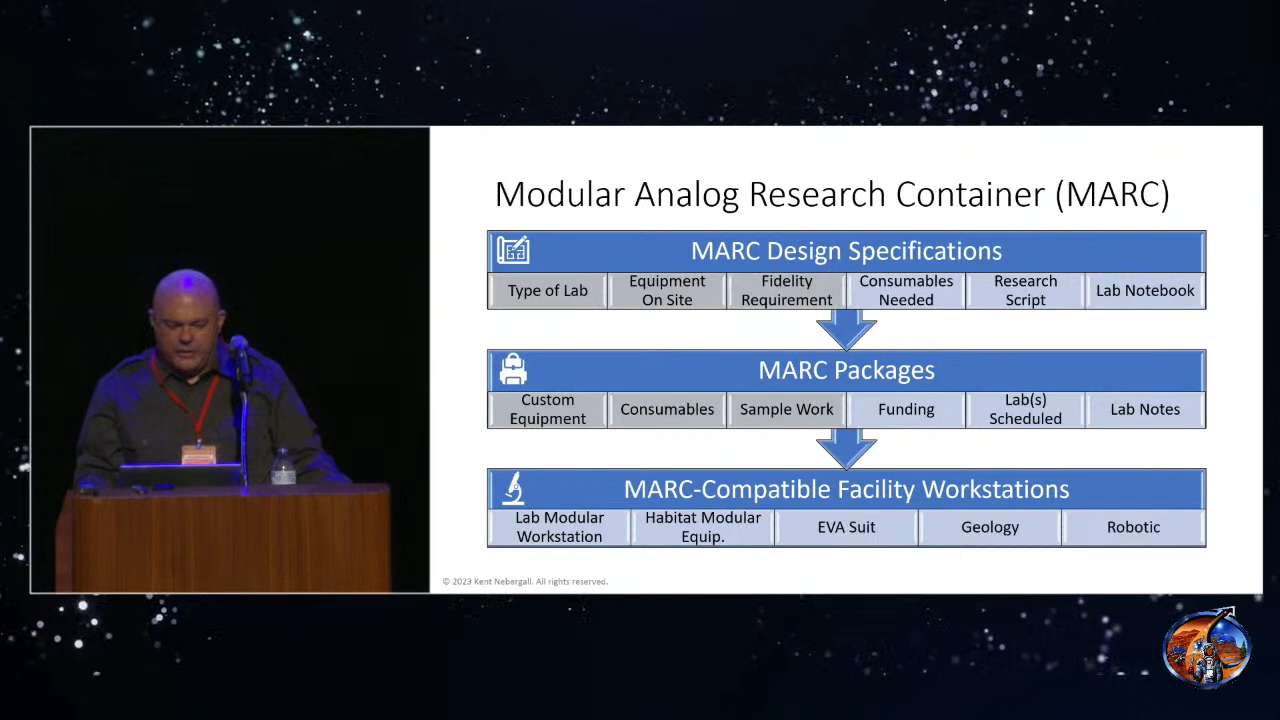 Modular Analog Research Container (MARC)
MARC Design Specifications
Type of Lab
Equipment
On Site
Fidelity
Requirement
Consumables
Needed
Research
Script
Lab Notebook
MARC Packages
Custom
Equipment
Consumables
Sample Work
Funding
Lab(s)
Scheduled
Lab Notes
MARC-Compatible Facility Workstations
Lab Modular
Workstation
Habitat Modular
Equip.
EVA Suit
Geology
Robotic
© 2023 Kent Nebergall. All rights reserved.